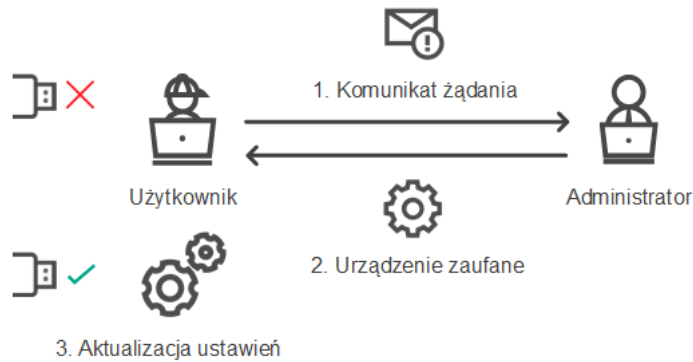 1. Komunikat żądania
Użytkownik
Administrator
2. Urządzenie zaufane
3. Aktualizacja ustawień